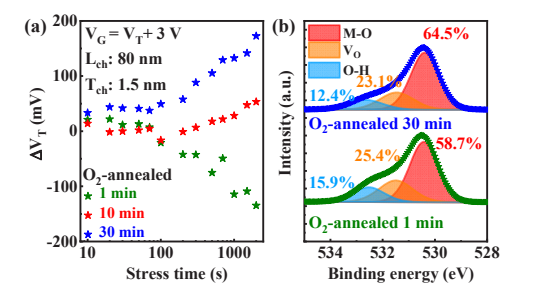 (a)
V_G = V_T + 3 V
L_ch: 80 nm
T_ch: 1.5 nm
O₂-annealed
1 min
10 min
30 min
200
100
0
-100
-200
ΔV_T (mV)
10
100
1000
Stress time (s)
(b)
M-O
V_O
O-H
64.5%
23.1%
12.4%
O₂-annealed 30 min
58.7%
25.4%
15.9%
O₂-annealed 1 min
Intensity (a.u.)
534
532
530
528
Binding energy (eV)